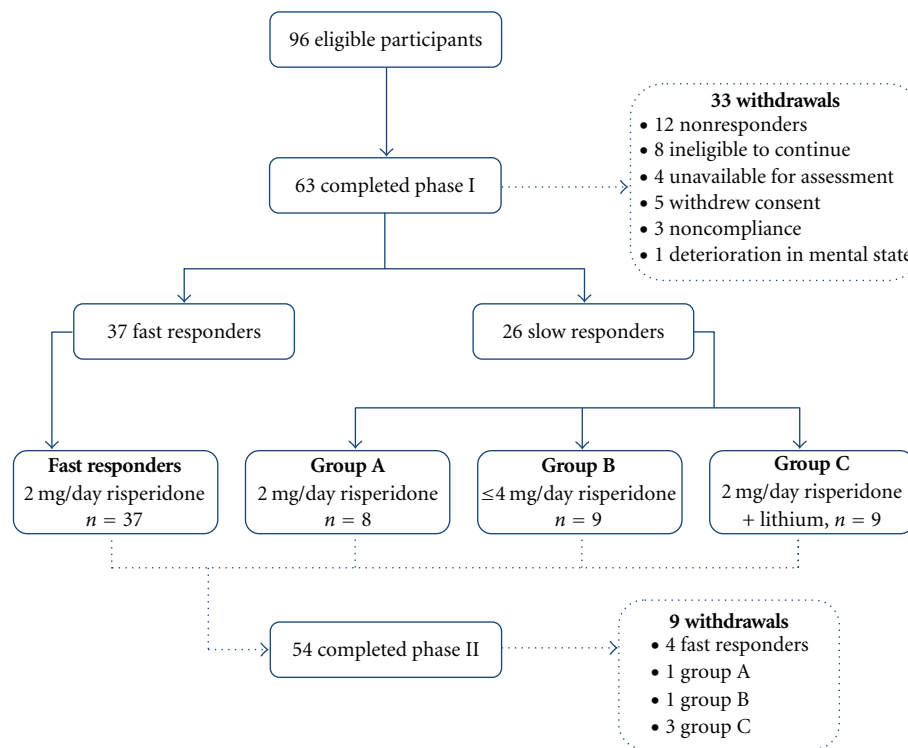 96 eligible participants
33 withdrawals
• 12 nonresponders
• 8 ineligible to continue
• 4 unavailable for assessment
• 5 withdrew consent
• 3 noncompliance
• 1 deterioration in mental state
63 completed phase I
37 fast responders
26 slow responders
Fast responders
2 mg/day risperidone
n = 37
Group A
2 mg/day risperidone
n = 8
Group B
≤4 mg/day risperidone
n = 9
Group C
2 mg/day risperidone
+ lithium, n = 9
54 completed phase II
9 withdrawals
• 4 fast responders
• 1 group A
• 1 group B
• 3 group C